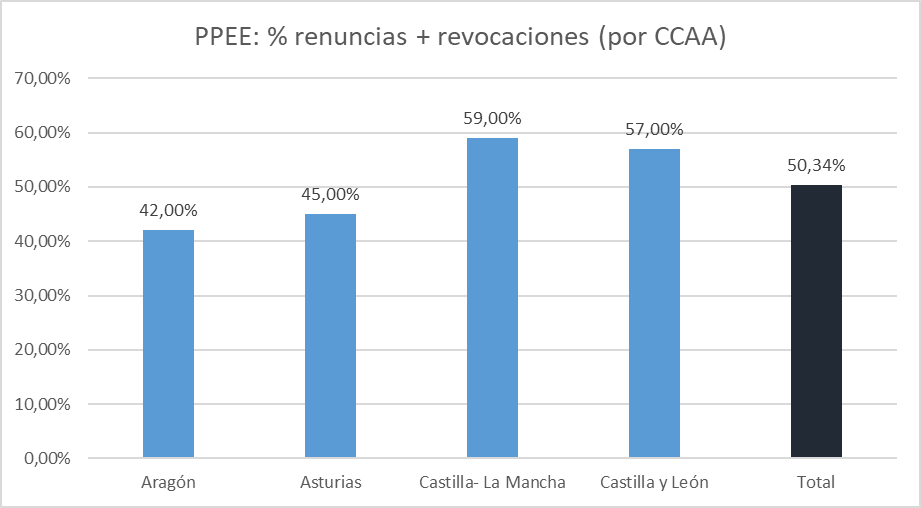 PPEE: % renuncias + revocaciones (por CCAA)
70,00%
60,00%
50,00%
40,00%
30,00%
20,00%
10,00%
0,00%
42,00%
45,00%
59,00%
57,00%
50,34%
Aragón
Asturias
Castilla- La Mancha
Castilla y León
Total